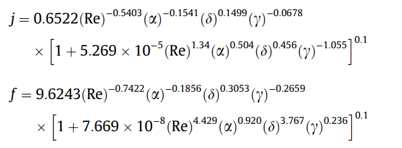 j = 0.6522(Re)^−0.5403 (α)^−0.1541 (δ)^0.1499 (γ)^−0.0678
× [1 + 5.269 × 10^−5 (Re)^1.34 (α)^0.504 (δ)^0.456 (γ)^−1.055]^0.1
f = 9.6243(Re)^−0.7422 (α)^−0.1856 (δ)^0.3053 (γ)^−0.2659
× [1 + 7.669 × 10^−8 (Re)^4.429 (α)^0.920 (δ)^3.767 (γ)^0.236]^0.1